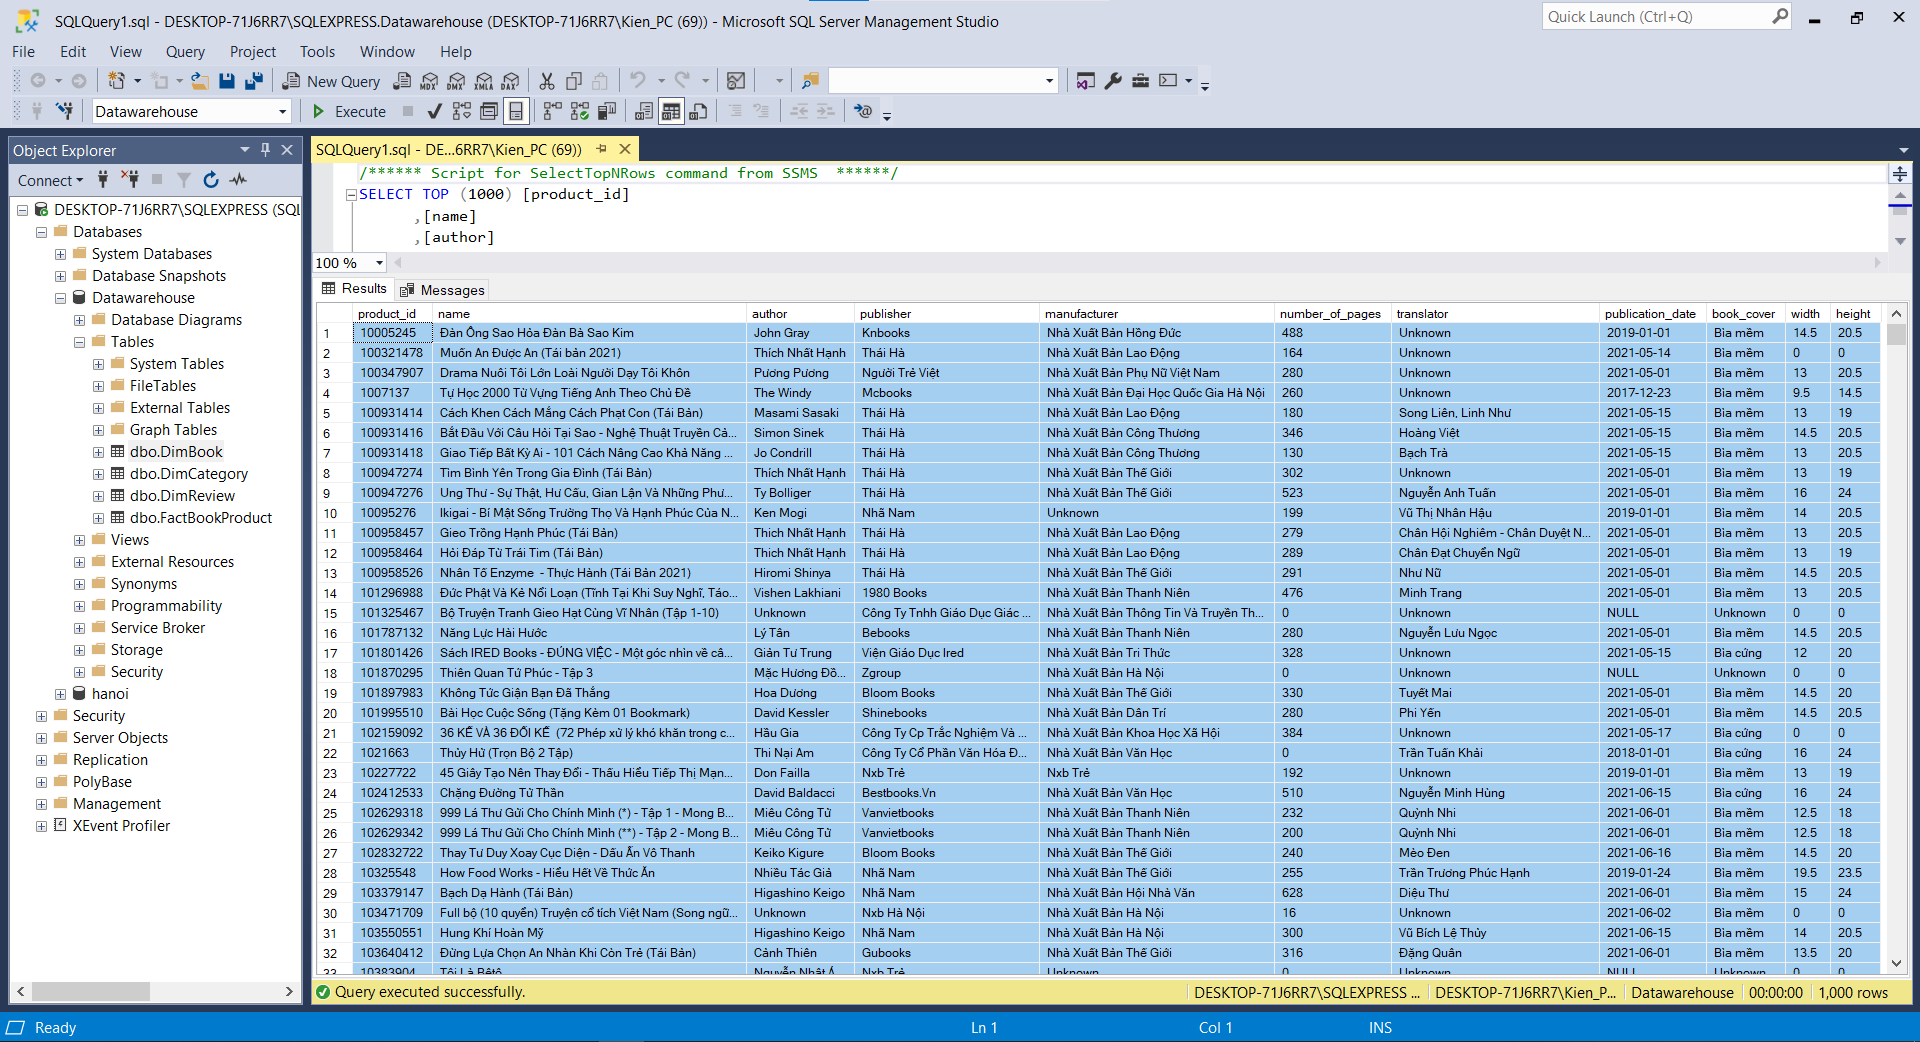 SQLQuery1.sql - DESKTOP-71J6RR7\SQLEXPRESS.Datawarehouse (DESKTOP-71J6RR7\Kien_PC (69)) - Microsoft SQL Server Management Studio
Quick Launch (Ctrl+Q)
File Edit View Query Project Tools Window Help
New Query MDX DMX XMLA DAX
Datawarehouse Execute
Object Explorer
Connect
DESKTOP-71J6RR7\SQLEXPRESS (SQL
Databases
System Databases
Database Snapshots
Datawarehouse
Database Diagrams
Tables
System Tables
FileTables
External Tables
Graph Tables
dbo.DimBook
dbo.DimCategory
dbo.DimReview
dbo.FactBookProduct
Views
External Resources
Synonyms
Programmability
Service Broker
Storage
Security
hanoi
Security
Server Objects
Replication
PolyBase
Management
XEvent Profiler
SQLQuery1.sql - DE...6RR7\Kien_PC (69))
/****** Script for SelectTopNRows command from SSMS ******/
SELECT TOP (1000) [product_id]
,[name]
,[author]
100 %
Results Messages
product_id name author publisher manufacturer number_of_pages translator publication_date book_cover width height
1 10005245 Đàn Ông Sao Hỏa Đàn Bà Sao Kim John Gray Knbooks Nhà Xuất Bản Hồng Đức 488 Unknown 2019-01-01 Bìa mềm 14.5 20.5
2 100321478 Muốn An Được An (Tái bản 2021) Thích Nhất Hạnh Thái Hà Nhà Xuất Bản Lao Động 164 Unknown 2021-05-14 Bìa mềm 0 0
3 100347907 Drama Nuôi Tôi Lớn Loài Người Dạy Tôi Khôn Pương Pương Người Trẻ Việt Nhà Xuất Bản Phụ Nữ Việt Nam 280 Unknown 2021-05-01 Bìa mềm 13 20.5
4 1007137 Tự Học 2000 Từ Vựng Tiếng Anh Theo Chủ Đề The Windy Mcbooks Nhà Xuất Bản Đại Học Quốc Gia Hà Nội 260 Unknown 2017-12-23 Bìa mềm 9.5 14.5
5 100931414 Cách Khen Cách Mắng Cách Phạt Con (Tái Bản) Masami Sasaki Thái Hà Nhà Xuất Bản Lao Động 180 Song Liên, Linh Như 2021-05-15 Bìa mềm 13 19
6 100931416 Bắt Đầu Với Câu Hỏi Tại Sao - Nghệ Thuật Truyền Cả... Simon Sinek Thái Hà Nhà Xuất Bản Công Thương 346 Hoàng Việt 2021-05-15 Bìa mềm 14.5 20.5
7 100931418 Giao Tiếp Bất Kỳ Ai - 101 Cách Nâng Cao Khả Năng ... Jo Condrill Thái Hà Nhà Xuất Bản Công Thương 130 Bạch Trà 2021-05-15 Bìa mềm 13 20.5
8 100947274 Tìm Bình Yên Trong Gia Đình (Tái Bản) Thích Nhất Hạnh Thái Hà Nhà Xuất Bản Thế Giới 302 Unknown 2021-05-01 Bìa mềm 13 19
9 100947276 Ung Thư - Sự Thật, Hư Cấu, Gian Lận Và Những Phư... Ty Bolliger Thái Hà Nhà Xuất Bản Thế Giới 523 Nguyễn Anh Tuấn 2021-05-01 Bìa mềm 16 24
10 10095276 Ikigai - Bí Mật Sống Trường Thọ Và Hạnh Phúc Của N... Ken Mogi Nhã Nam Unknown 199 Vũ Thị Nhân Hậu 2019-01-01 Bìa mềm 14 20.5
11 100958457 Gieo Trồng Hạnh Phúc (Tái Bản) Thich Nhất Hạnh Thái Hà Nhà Xuất Bản Lao Động 279 Chân Hội Nghiêm - Chân Duyệt N... 2021-05-01 Bìa mềm 13 20.5
12 100958464 Hỏi Đáp Từ Trái Tim (Tái Bản) Thich Nhất Hạnh Thái Hà Nhà Xuất Bản Lao Động 289 Chân Đạt Chuyển Ngữ 2021-05-01 Bìa mềm 13 19
13 100958526 Nhân Tố Enzyme - Thực Hành (Tái Bản 2021) Hiromi Shinya Thái Hà Nhà Xuất Bản Thế Giới 291 Như Nữ 2021-05-01 Bìa mềm 14.5 20.5
14 101296988 Đức Phật Và Kẻ Nổi Loạn (Tĩnh Tại Khi Suy Nghĩ, Táo... Vishen Lakhiani 1980 Books Nhà Xuất Bản Thanh Niên 476 Minh Trang 2021-05-01 Bìa mềm 13 20.5
15 101325467 Bộ Truyện Tranh Gieo Hạt Cùng Vĩ Nhân (Tập 1-10) Unknown Công Ty Tnhh Giáo Dục Giác ... Nhà Xuất Bản Thông Tin Và Truyền Th... 0 Unknown NULL Unknown 0 0
16 101787132 Năng Lực Hài Hước Lý Tân Bebooks Nhà Xuất Bản Thanh Niên 280 Nguyễn Lưu Ngọc 2021-05-01 Bìa mềm 14.5 20.5
17 101801426 Sách IRED Books - ĐÚNG VIỆC - Một góc nhìn về câ... Giản Tư Trung Viện Giáo Dục Ired Nhà Xuất Bản Tri Thức 328 Unknown 2021-05-15 Bìa cứng 12 20
18 101870295 Thiên Quan Tứ Phúc - Tập 3 Mặc Hương Đồ... Zgroup Nhà Xuất Bản Hà Nội 0 Unknown NULL Unknown 0 0
19 101897983 Không Tức Giận Bạn Đã Thắng Hoa Dương Bloom Books Nhà Xuất Bản Thế Giới 330 Tuyết Mai 2021-05-01 Bìa mềm 14.5 20
20 101995510 Bài Học Cuộc Sống (Tặng Kèm 01 Bookmark) David Kessler Shinebooks Nhà Xuất Bản Dân Trí 280 Phi Yến 2021-05-01 Bìa mềm 14.5 20.5
21 102159092 36 KẾ VÀ 36 ĐỐI KẾ (72 Phép xử lý khó khăn trong c... Hầu Gia Công Ty Cp Trắc Nghiệm Và ... Nhà Xuất Bản Khoa Học Xã Hội 384 Unknown 2021-05-17 Bìa cứng 0 0
22 1021663 Thủy Hử (Trọn Bộ 2 Tập) Thi Nại Am Công Ty Cổ Phần Văn Hóa Đ... Nhà Xuất Bản Văn Học 0 Trần Tuấn Khải 2018-01-01 Bìa cứng 16 24
23 10227722 45 Giây Tạo Nên Thay Đổi - Thấu Hiểu Tiếp Thị Mạn... Don Failla Nxb Trẻ Nxb Trẻ 192 Unknown 2019-01-01 Bìa mềm 13 19
24 102412533 Chặng Đường Tử Thần David Baldacci Bestbooks.Vn Nhà Xuất Bản Văn Học 510 Nguyễn Minh Hùng 2021-06-15 Bìa cứng 16 24
25 102629318 999 Lá Thư Gửi Cho Chính Mình (*) - Tập 1 - Mong B... Miêu Công Tử Vanvietbooks Nhà Xuất Bản Thanh Niên 232 Quỳnh Nhi 2021-06-01 Bìa mềm 12.5 18
26 102629342 999 Lá Thư Gửi Cho Chính Mình (**) - Tập 2 - Mong B... Miêu Công Tử Vanvietbooks Nhà Xuất Bản Thanh Niên 200 Quỳnh Nhi 2021-06-01 Bìa mềm 12.5 18
27 102832722 Thay Tư Duy Xoay Cục Diện - Dấu Ấn Vô Thanh Keiko Kigure Bloom Books Nhà Xuất Bản Thế Giới 240 Mèo Đen 2021-06-16 Bìa mềm 14.5 20
28 10325548 How Food Works - Hiểu Hết Về Thức Ăn Nhiều Tác Giả Nhã Nam Nhà Xuất Bản Thế Giới 255 Trần Trương Phúc Hạnh 2019-01-24 Bìa mềm 19.5 23.5
29 103379147 Bạch Dạ Hành (Tái Bản) Higashino Keigo Nhã Nam Nhà Xuất Bản Hội Nhà Văn 628 Diệu Thư 2021-06-01 Bìa mềm 15 24
30 103471709 Full bộ (10 quyển) Truyện cổ tích Việt Nam (Song ngữ... Unknown Nxb Hà Nội Nhà Xuất Bản Hà Nội 16 Unknown 2021-06-02 Bìa mềm 0 0
31 103550551 Hung Khí Hoàn Mỹ Higashino Keigo Nhã Nam Nhà Xuất Bản Hà Nội 300 Vũ Bích Lệ Thủy 2021-06-15 Bìa mềm 14 20.5
32 103640412 Đừng Lựa Chọn An Nhàn Khi Còn Trẻ (Tái Bản) Cảnh Thiên Gubooks Nhà Xuất Bản Thế Giới 316 Đặng Quân 2021-06-01 Bìa mềm 13.5 20
33 10383904 Tôi Là Bêtô Nguyễn Nhật Á Nxb Trẻ Unknown 0 Unknown NULL Unknown 0 0
Query executed successfully. DESKTOP-71J6RR7\SQLEXPRESS ... DESKTOP-71J6RR7\Kien_P... Datawarehouse 00:00:00 1,000 rows
Ready Ln 1 Col 1 INS